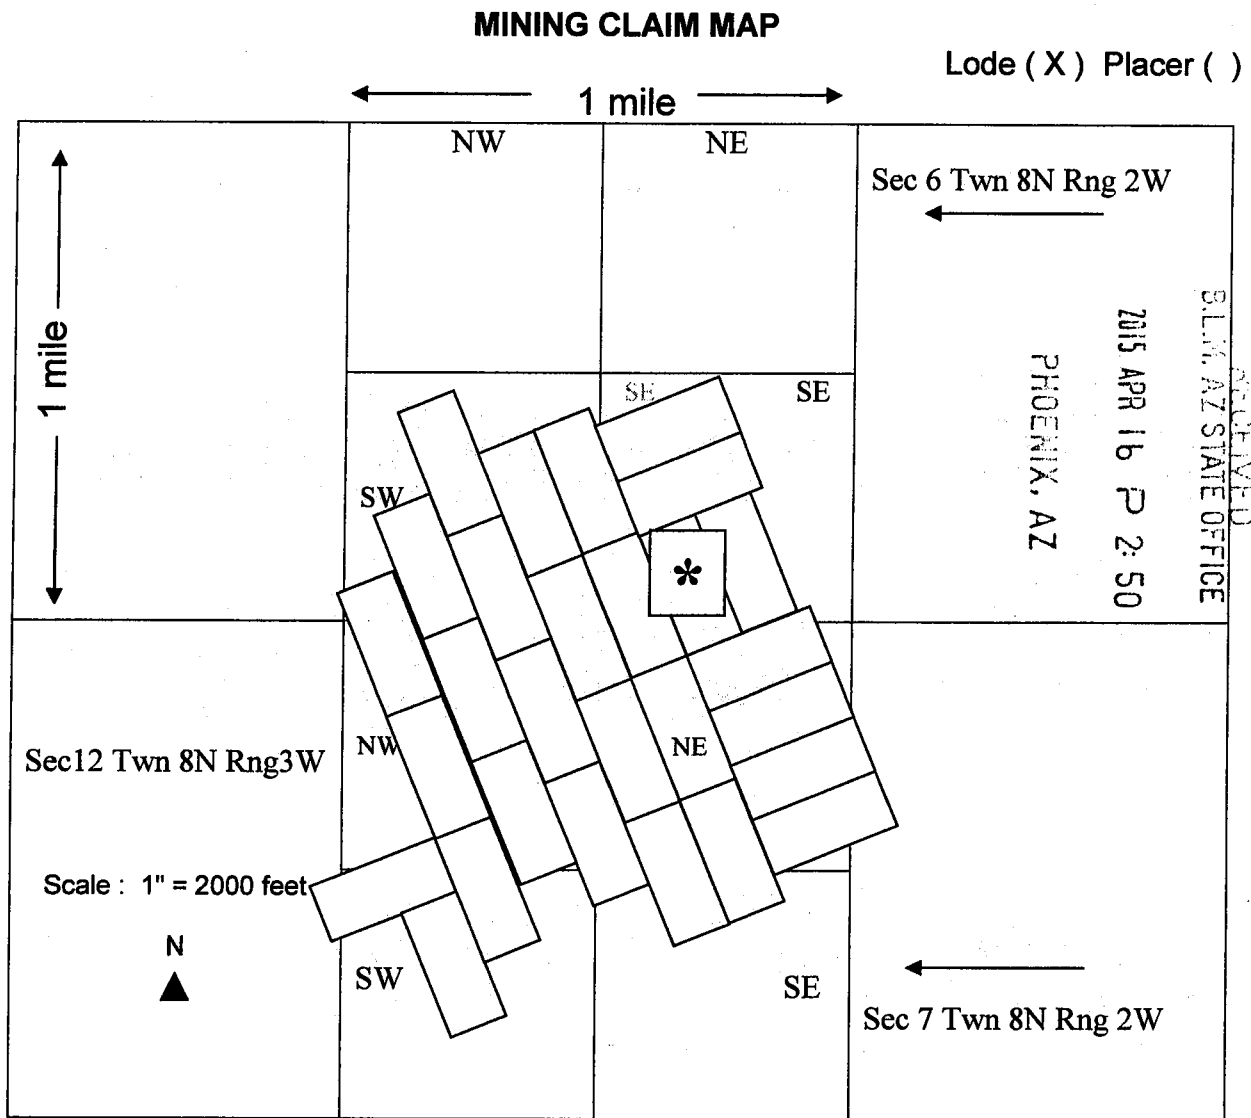 MINING CLAIM MAP
Lode ( X ) Placer ( )
1 mile
NW
NE
Sec 6 Twn 8N Rng 2W
1 mile
RECEIVED
B.L.M. AZ STATE OFFICE
2015 APR 16 P 2:50
PHOENIX, AZ
SE
SE
SW
*
NW
NE
Sec12 Twn 8N Rng3W
Scale : 1" = 2000 feet
N
SW
SE
Sec 7 Twn 8N Rng 2W